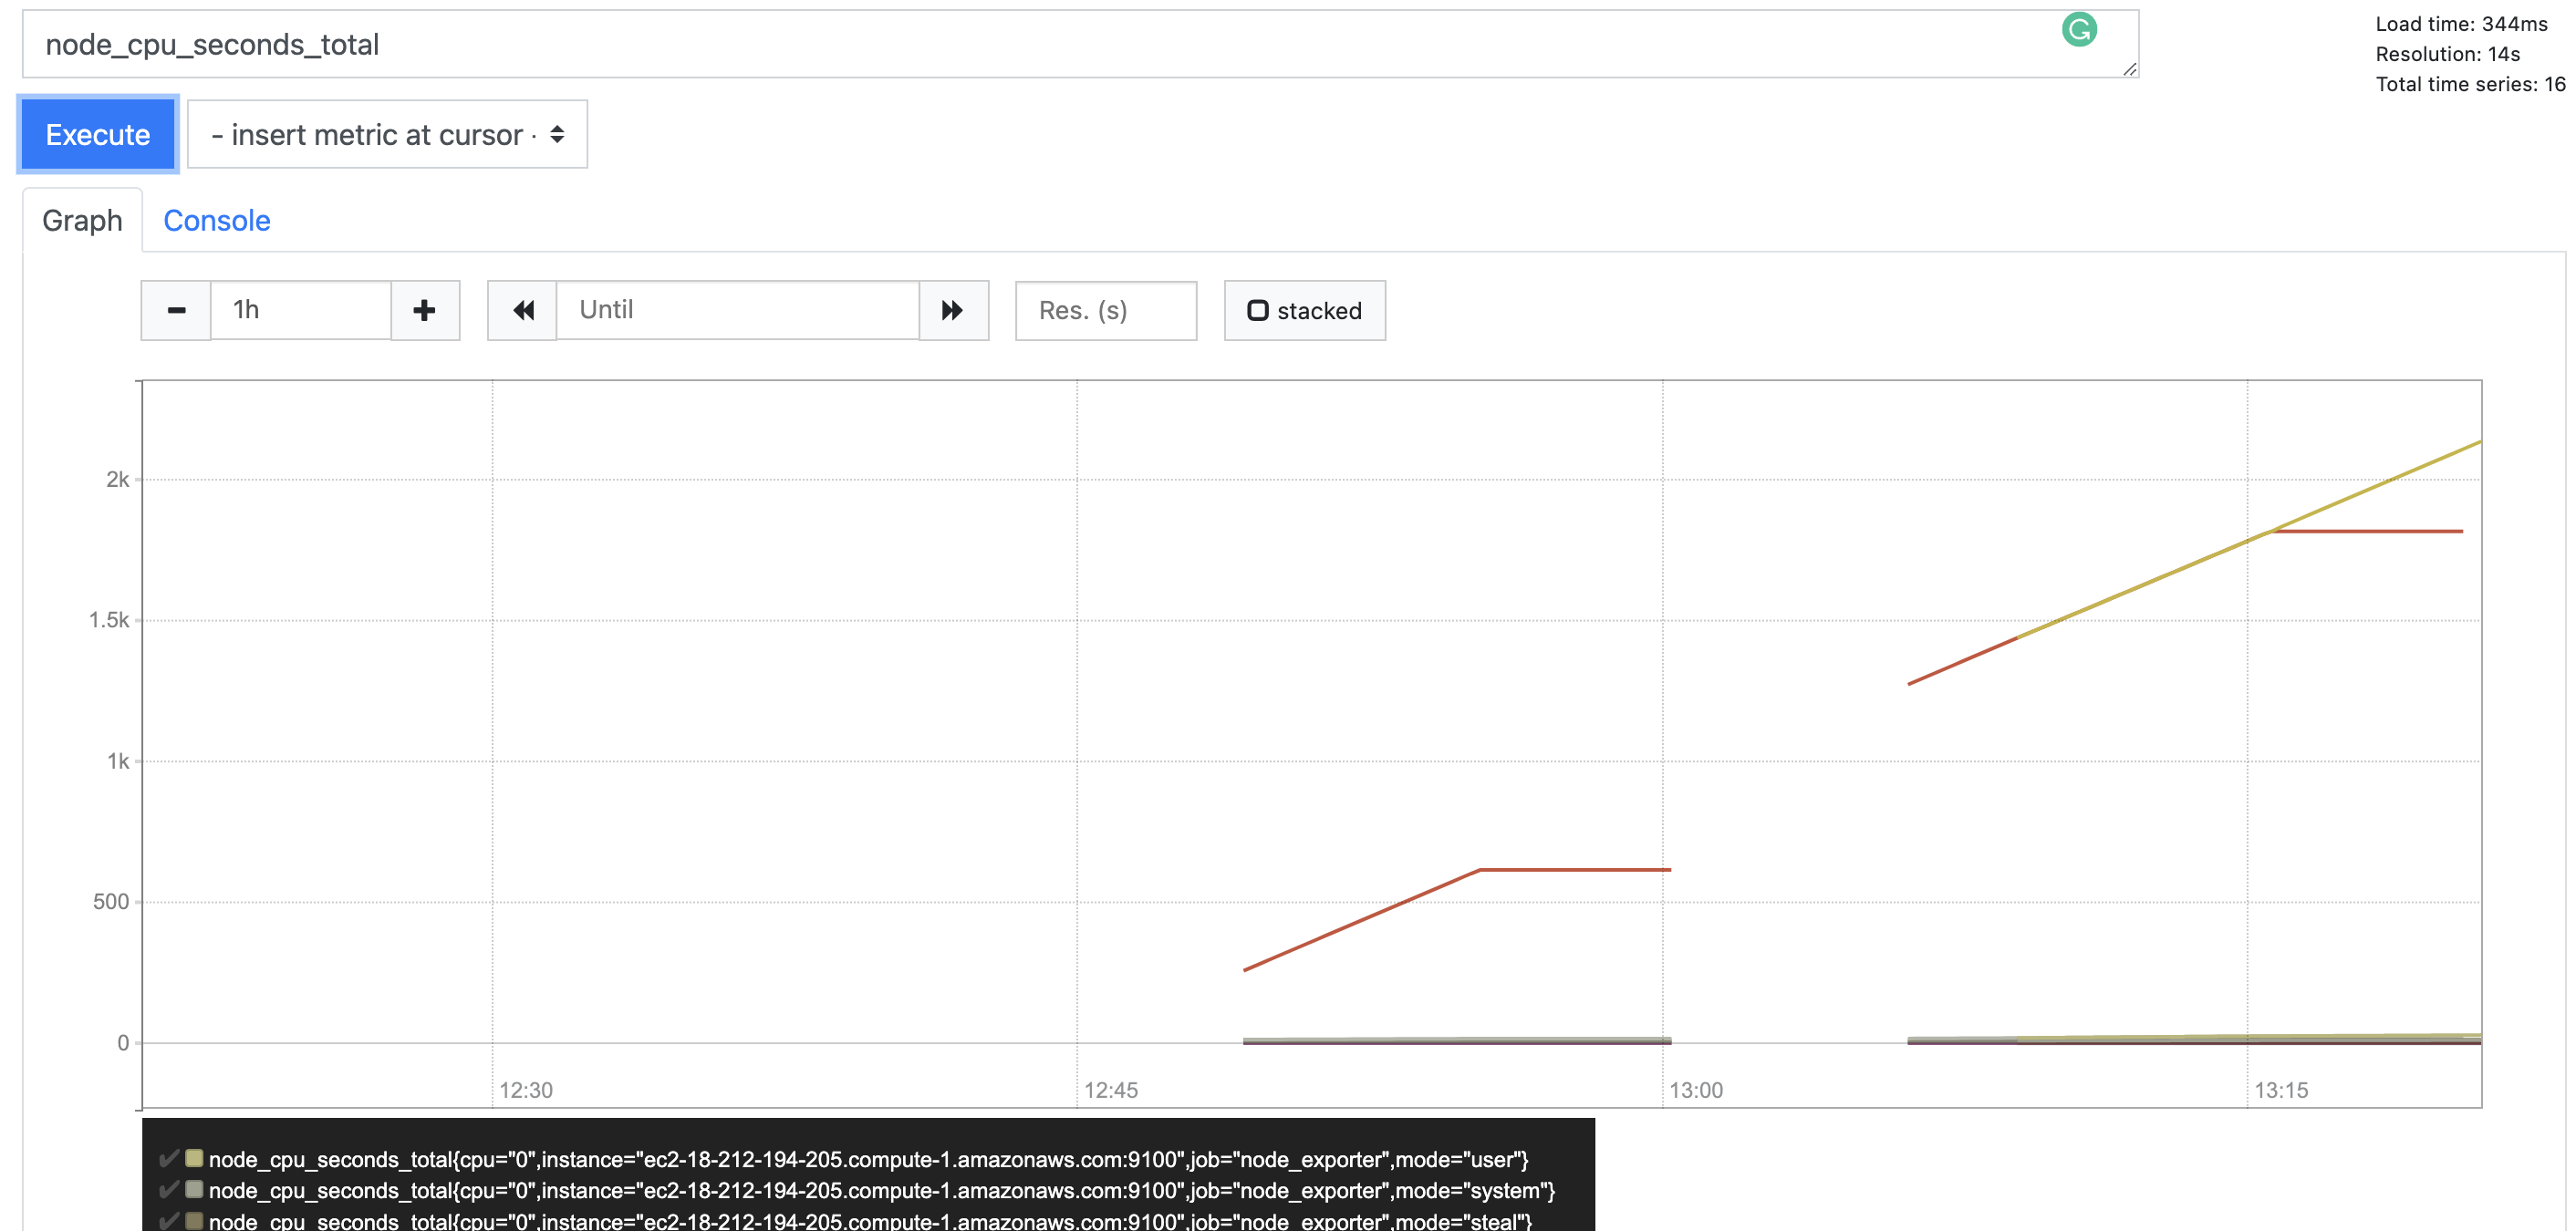 node_cpu_seconds_total
Load time: 344ms
Resolution: 14s
Total time series: 16
Execute
- insert metric at cursor -
Graph
Console
1h
Until
Res. (s)
stacked
2k
1.5k
1k
500
0
12:30
12:45
13:00
13:15
node_cpu_seconds_total{cpu="0",instance="ec2-18-212-194-205.compute-1.amazonaws.com:9100",job="node_exporter",mode="user"}
node_cpu_seconds_total{cpu="0",instance="ec2-18-212-194-205.compute-1.amazonaws.com:9100",job="node_exporter",mode="system"}
node_cpu_seconds_total{cpu="0",instance="ec2-18-212-194-205.compute-1.amazonaws.com:9100",job="node_exporter",mode="steal"}